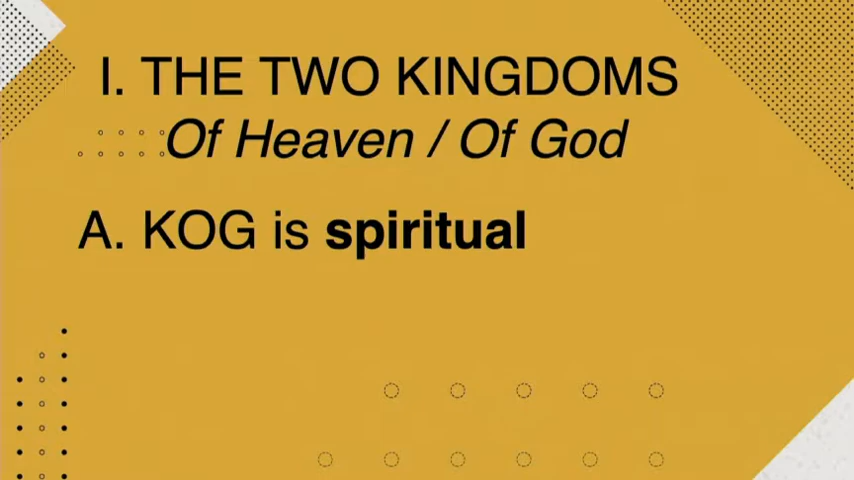 I. THE TWO KINGDOMS
Of Heaven / Of God
A. KOG is spiritual